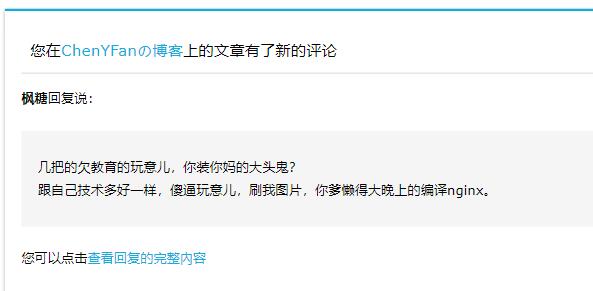 您在ChenYFanの博客上的文章有了新的评论
枫糖回复说：
几把的欠教育的玩意儿，你装你妈的大头鬼？
跟自己技术多好一样，傻逼玩意儿，刷我图片，你爹懒得大晚上的编译nginx。
您可以点击查看回复的完整内容